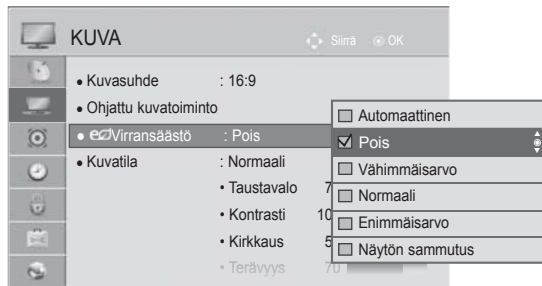 KUVA
Siirrä OK
• Kuvasuhde : 16:9
• Ohjattu kuvatoiminto
• eco Virransäästö : Pois
• Kuvatila : Normaali
• Taustavalo 7
• Kontrasti 10
• Kirkkaus 5
• Terävyys 70
Automaattinen
Pois
Vähimmäisarvo
Normaali
Enimmäisarvo
Näytön sammutus